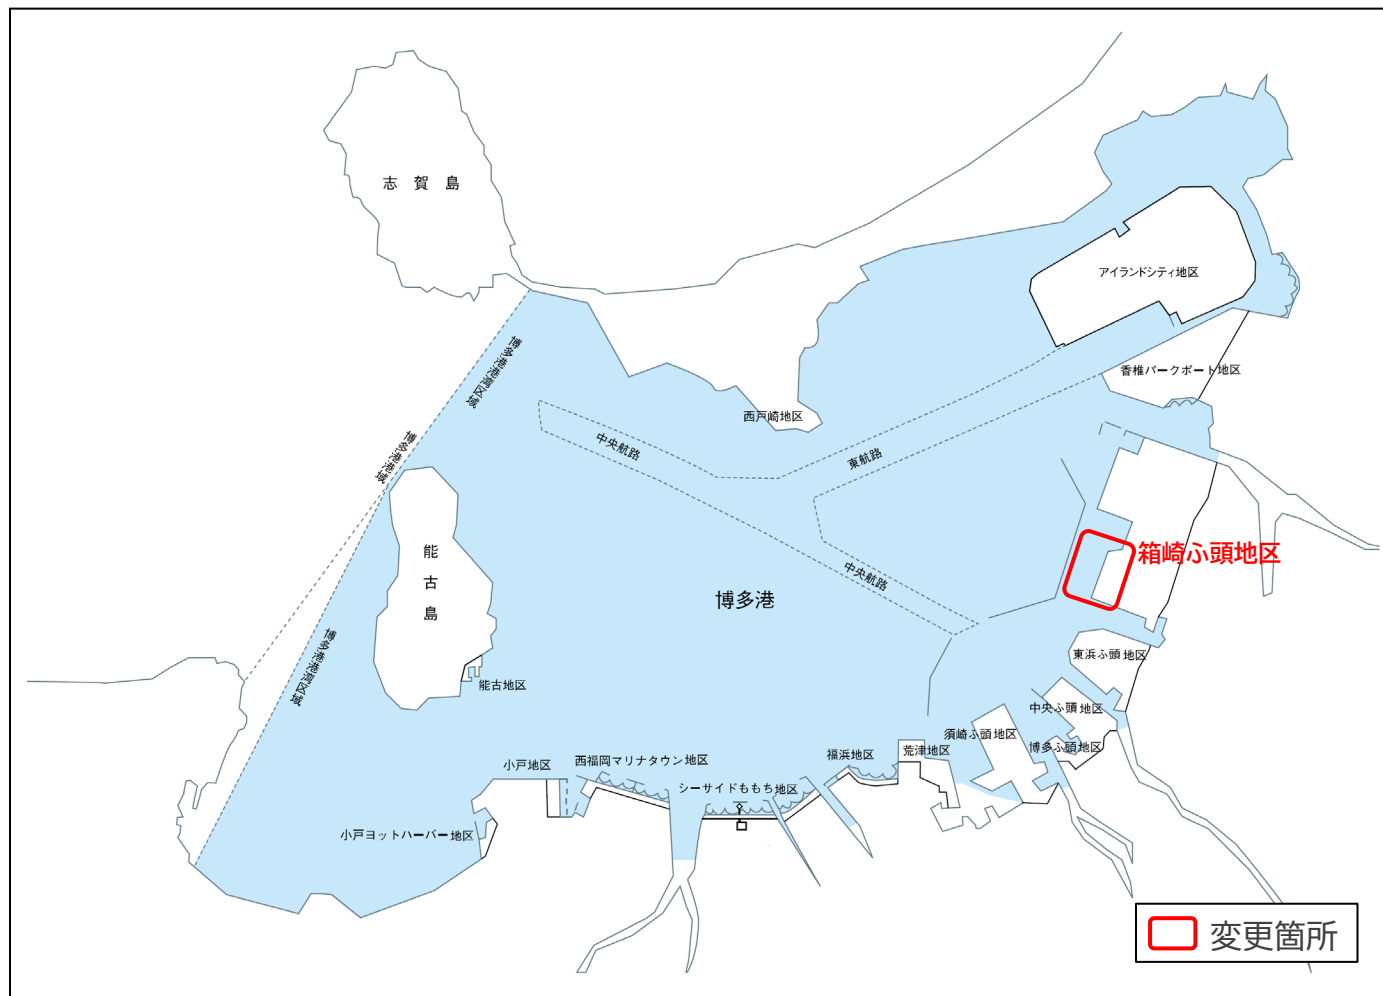 志賀島
アイランドシティ地区
香椎パークポート地区
博多港港湾区域
西戸崎地区
中央航路
東航路
博多港港域
箱崎ふ頭地区
能古島
中央航路
博多港
博多港港湾区域
東浜ふ頭地区
能古地区
中央ふ頭地区
須崎ふ頭地区
博多ふ頭地区
荒津地区
福浜地区
西福岡マリナタウン地区
小戸地区
シーサイドももち地区
小戸ヨットハーバー地区
変更箇所